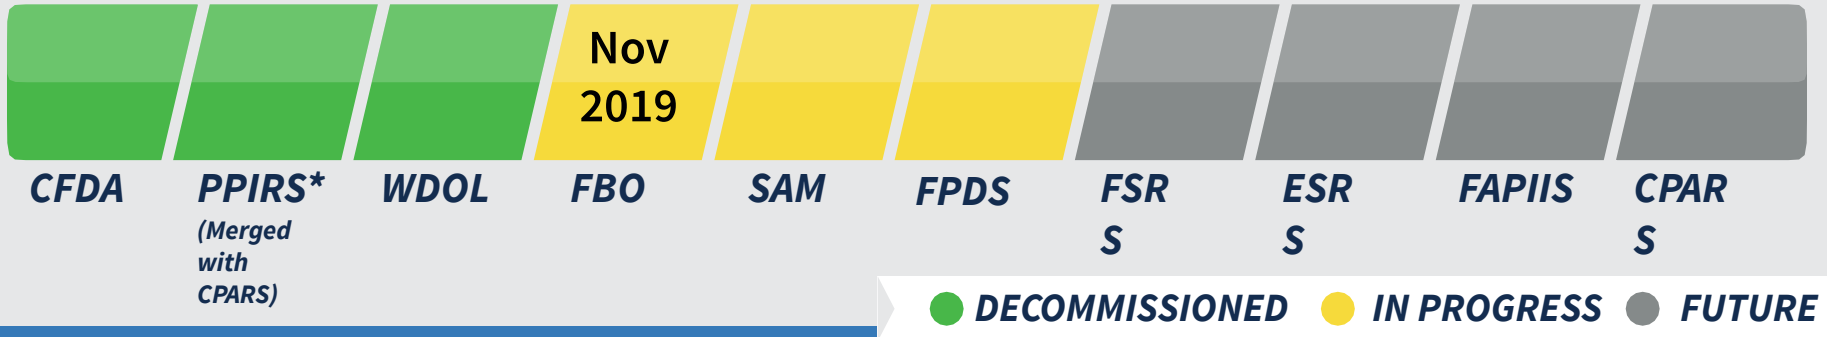 Nov
2019
CFDA
PPIRS*
(Merged
with
CPARS)
WDOL
FBO
SAM
FPDS
FSR
S
ESR
S
FAPIIS
CPAR
S
DECOMMISSIONED
IN PROGRESS
FUTURE